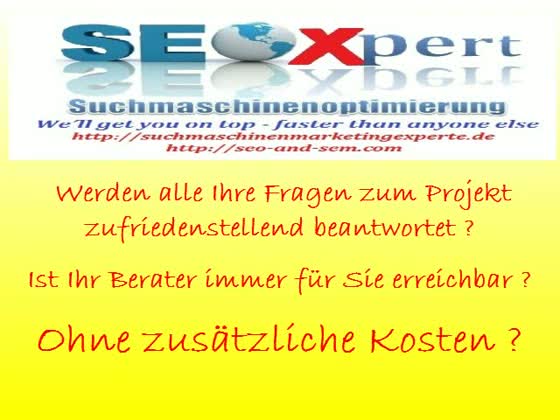 SEOXpert
Suchmaschinenoptimierung
We'll get you on top - faster than anyone else
http://suchmaschinenmarketingexperte.de
http://seo-and-sem.com
Werden alle Ihre Fragen zum Projekt
zufriedenstellend beantwortet ?
Ist Ihr Berater immer für Sie erreichbar ?
Ohne zusätzliche Kosten ?